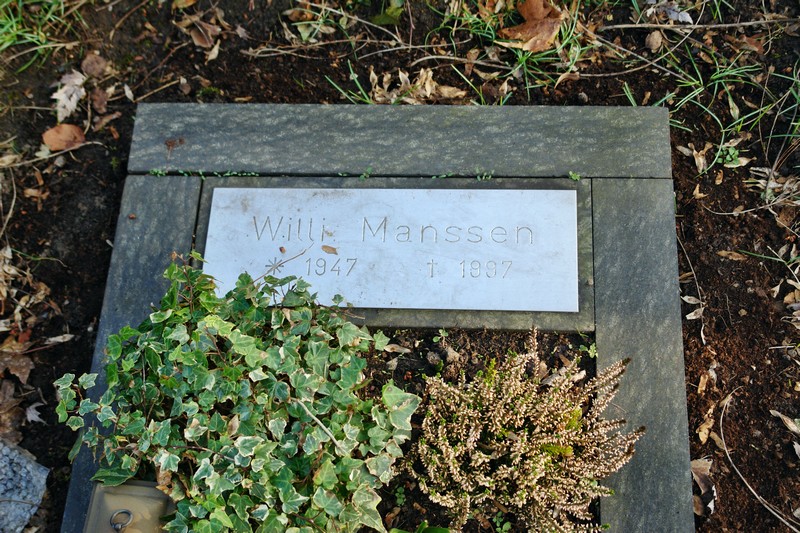 Willi Manssen
* 1947 † 1997